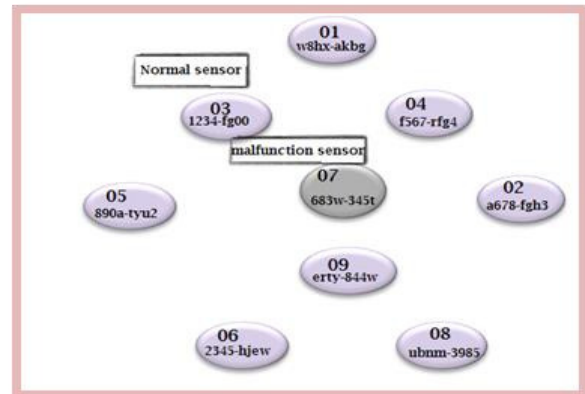 01
w8hx-akbg
Normal sensor
03
1234-fg00
04
f567-rfg4
malfunction sensor
07
683w-345t
05
890a-tyu2
02
a678-fgh3
09
erty-844w
06
2345-hjew
08
ubnm-3985